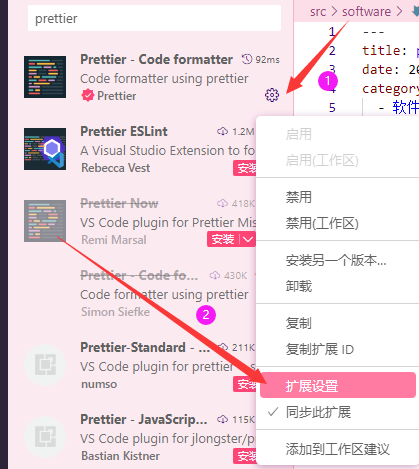 prettier
src > software >
Prettier - Code formatter 92ms
Code formatter using prettier
Prettier
1
1 ---
2 title: p
3 date: 20
4 category
5 - 软件
Prettier ESLint 1.2M
A Visual Studio Extension to fo
Rebecca Vest 安装
Prettier Now 418K
VS Code plugin for Prettier Mis
Remi Marsal 安装
Prettier - Code fo... 430K
Code formatter using prettier
Simon Siefke
2
Prettier-Standard - ... 211K
VS Code plugin for prettier
numso 安装
Prettier - JavaScrip... 115K
VS Code plugin for jlongster/p
Bastian Kistner 安装
启用
启用(工作区)
禁用
禁用(工作区)
安装另一个版本...
卸载
复制
复制扩展 ID
扩展设置
同步此扩展
添加到工作区建议